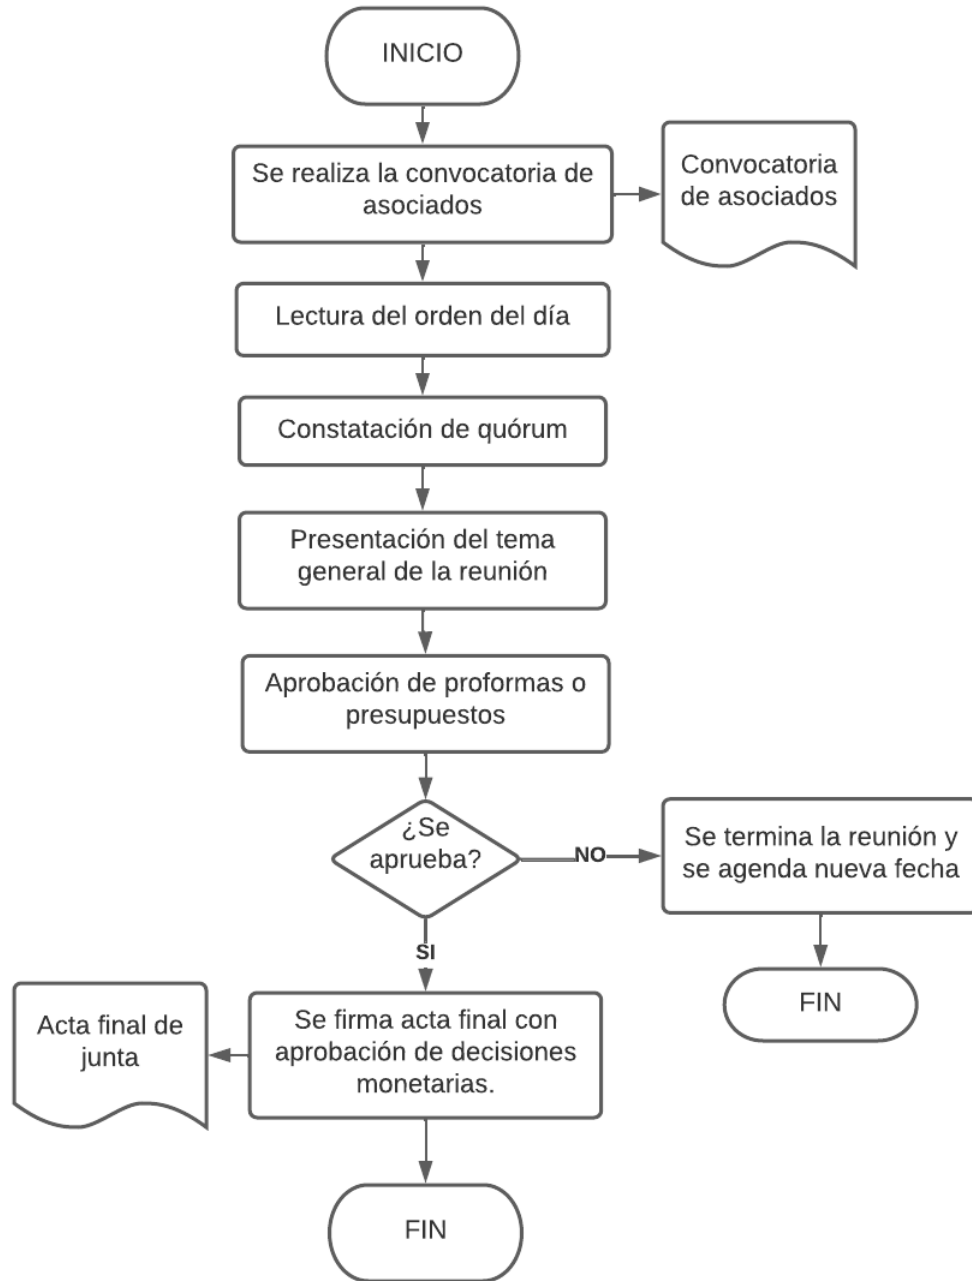 INICIO
Se realiza la convocatoria de
asociados
Convocatoria
de asociados
Lectura del orden del día
Constatación de quórum
Presentación del tema
general de la reunión
Aprobación de proformas o
presupuestos
¿Se
aprueba?
NO
Se termina la reunión y
se agenda nueva fecha
FIN
SI
Se firma acta final con
aprobación de decisiones
monetarias.
Acta final de
junta
FIN